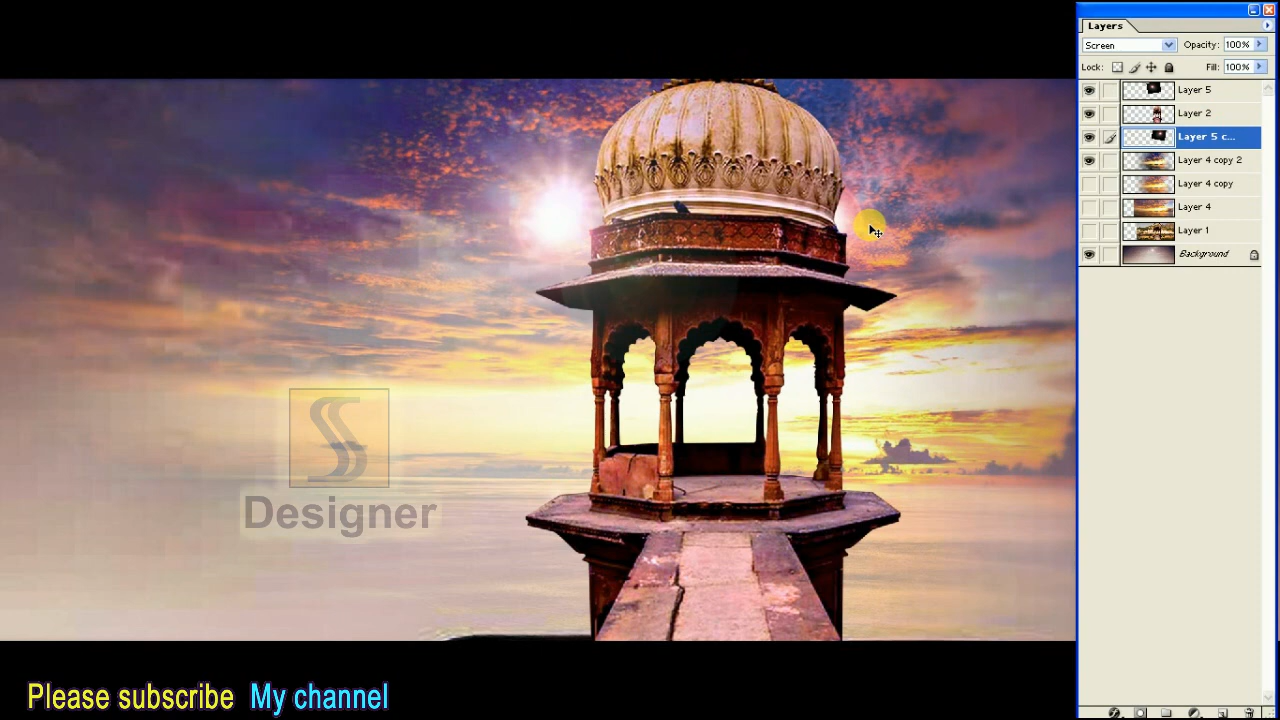 Layers
Screen Opacity: 100%
Lock: Fill: 100%
Layer 5
Layer 2
Layer 5 c...
Layer 4 copy 2
Layer 4 copy
Layer 4
Layer 1
Background
Designer
Please subscribe My channel